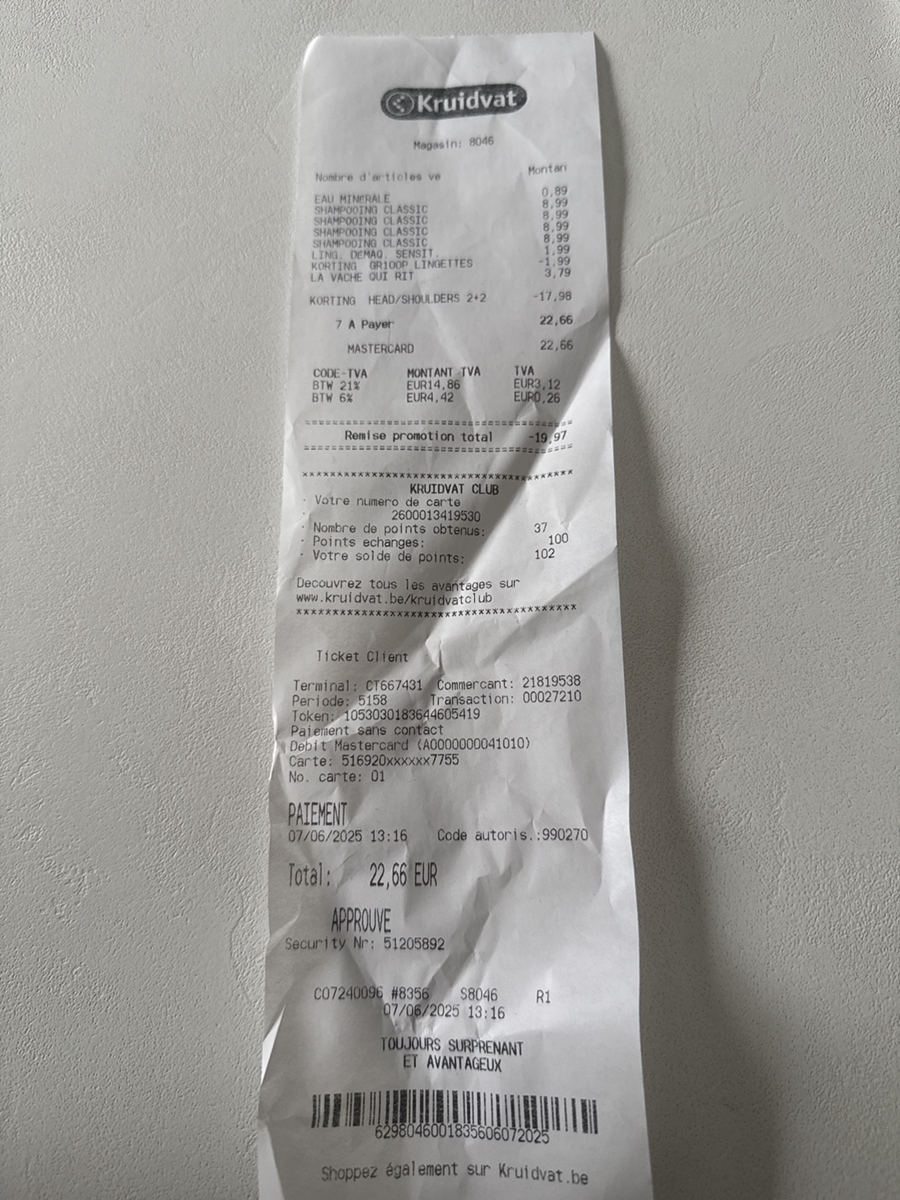 Kruidvat
Magasin: 8046
Nombre d'articles ve Montan
EAU MINERALE 0,89
SHAMPOOING CLASSIC 8,99
SHAMPOOING CLASSIC 8,99
SHAMPOOING CLASSIC 8,99
SHAMPOOING CLASSIC 8,99
LING. DEMAQ. SENSIT. 1,99
KORTING GR100P LINGETTES -1,99
LA VACHE QUI RIT 3,79
KORTING HEAD/SHOULDERS 2+2 -17,98
7 A Payer 22,66
MASTERCARD 22,66
CODE-TVA MONTANT TVA TVA
BTW 21% EUR14,86 EUR3,12
BTW 6% EUR4,42 EUR0,26
==========================================
Remise promotion total -19,97
==========================================
******************************************
KRUIDVAT CLUB
· Votre numero de carte
· 2600013419530
· Nombre de points obtenus: 37
· Points echanges: 100
· Votre solde de points: 102
Decouvrez tous les avantages sur
www.kruidvat.be/kruidvatclub
******************************************
Ticket Client
Terminal: CT667431 Commercant: 21819538
Periode: 5158 Transaction: 00027210
Token: 1053030183644605419
Paiement sans contact
Debit Mastercard (A0000000041010)
Carte: 516920xxxxxx7755
No. carte: 01
PAIEMENT
07/06/2025 13:16 Code autoris.:990270
Total: 22,66 EUR
APPROUVE
Security Nr: 51205892
C07240096 #8356 S8046 R1
07/06/2025 13:16
TOUJOURS SURPRENANT
ET AVANTAGEUX
6298046001835606072025
Shoppez également sur Kruidvat.be